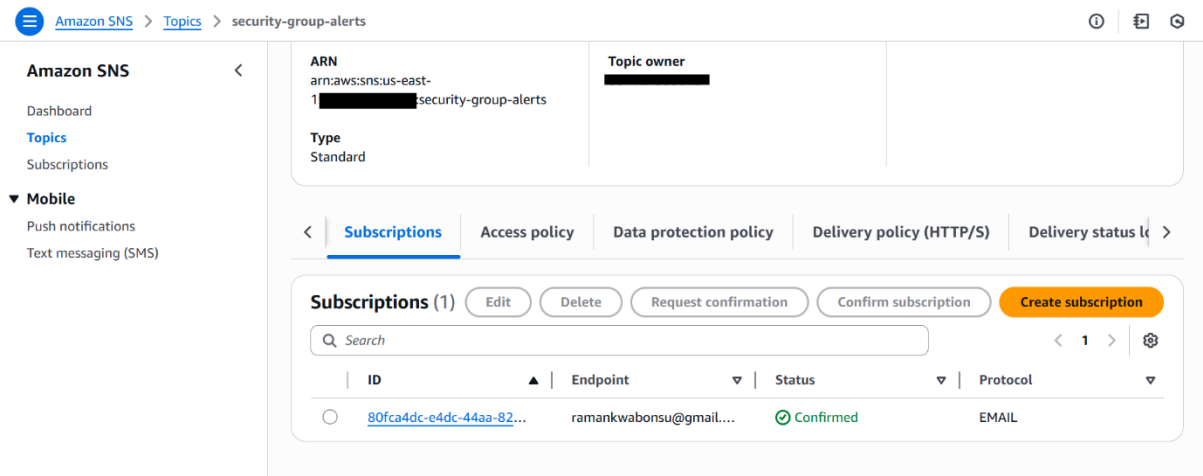 Amazon SNS > Topics > security-group-alerts
Amazon SNS
Dashboard
Topics
Subscriptions
Mobile
Push notifications
Text messaging (SMS)
ARN
arn:aws:sns:us-east-
1 :security-group-alerts
Topic owner
Type
Standard
Subscriptions Access policy Data protection policy Delivery policy (HTTP/S) Delivery status lo
Subscriptions (1) Edit Delete Request confirmation Confirm subscription Create subscription
Search 1
ID Endpoint Status Protocol
80fca4dc-e4dc-44aa-82... ramankwabonsu@gmail.... Confirmed EMAIL